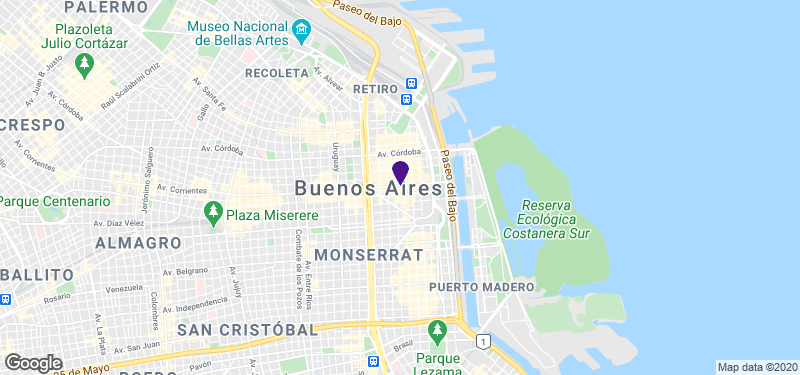 PALERMO
Paseo del Bajo
Plazoleta
Julio Cortázar
Museo Nacional
de Bellas Artes
Av. Juan B. Justo
Raúl Scalabrini Ortiz
RECOLETA
Av. Alvear
RETIRO
Av. Córdoba
Gallo
Av. Santa Fe
CRESPO
Av. Corrientes
Jerónimo Salguero
Av. Córdoba
Uruguay
Av. Córdoba
Paseo del Bajo
Av. Corrientes
Buenos Aires
Parque Centenario
Av. Díaz Vélez
Plaza Miserere
Reserva
Ecológica
Costanera Sur
ALMAGRO
Combate de los Pozos
Av. Entre Ríos
MONSERRAT
BALLITO
Av. Belgrano
Av. Jujuy
Rosario
Venezuela
Colombres
PUERTO MADERO
Av. La Plata
Av. Independencia
SAN CRISTÓBAL
Av. San Juan
1
Brasil
Parque
Lezama
Google
25 de Mayo
Pavón
BOEDO
Map data ©2020